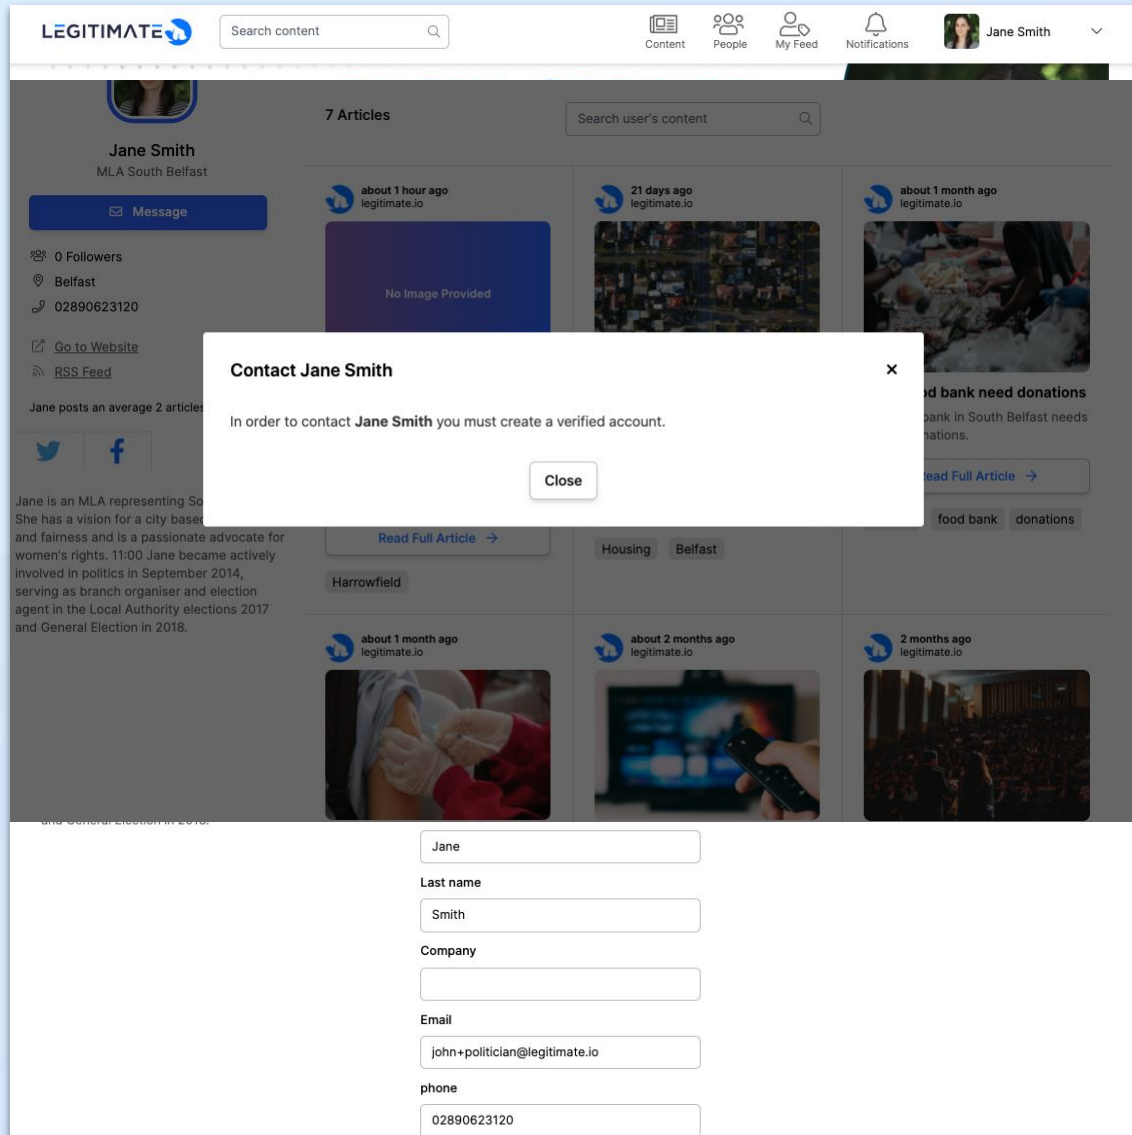 LEGITIMATE
Search content
Content
People
My Feed
Notifications
Jane Smith
7 Articles
Search user's content
Jane Smith
MLA South Belfast
Message
0 Followers
Belfast
02890623120
Go to Website
RSS Feed
Jane posts an average 2 articles
Jane is an MLA representing So
She has a vision for a city based
and fairness and is a passionate advocate for
women's rights. 11:00 Jane became actively
involved in politics in September 2014,
serving as branch organiser and election
agent in the Local Authority elections 2017
and General Election in 2018.
about 1 hour ago
legitimate.io
No Image Provided
Read Full Article →
Harrowfield
21 days ago
legitimate.io
Housing Belfast
about 1 month ago
legitimate.io
od bank need donations
bank in South Belfast needs
nations.
ead Full Article →
food bank donations
Contact Jane Smith
In order to contact Jane Smith you must create a verified account.
Close
about 1 month ago
legitimate.io
about 2 months ago
legitimate.io
2 months ago
legitimate.io
and General Election in 2018.
Jane
Last name
Smith
Company
Email
john+politician@legitimate.io
phone
02890623120